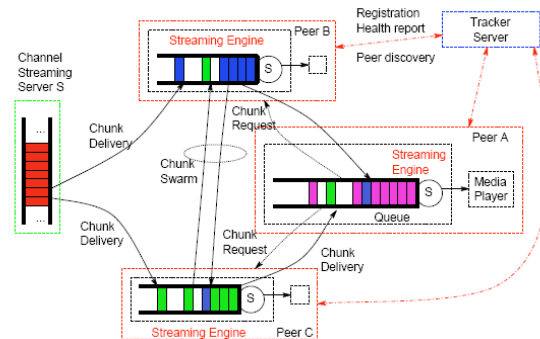 Channel
Streaming
Server S
...
...
Chunk
Delivery
Chunk
Delivery
Streaming Engine
Peer B
S
Registration
Health report
Peer discovery
Tracker
Server
Chunk
Request
Chunk
Swarm
Peer A
Streaming
Engine
S
Media
Player
Queue
Chunk
Request
Chunk
Delivery
S
Streaming Engine
Peer C